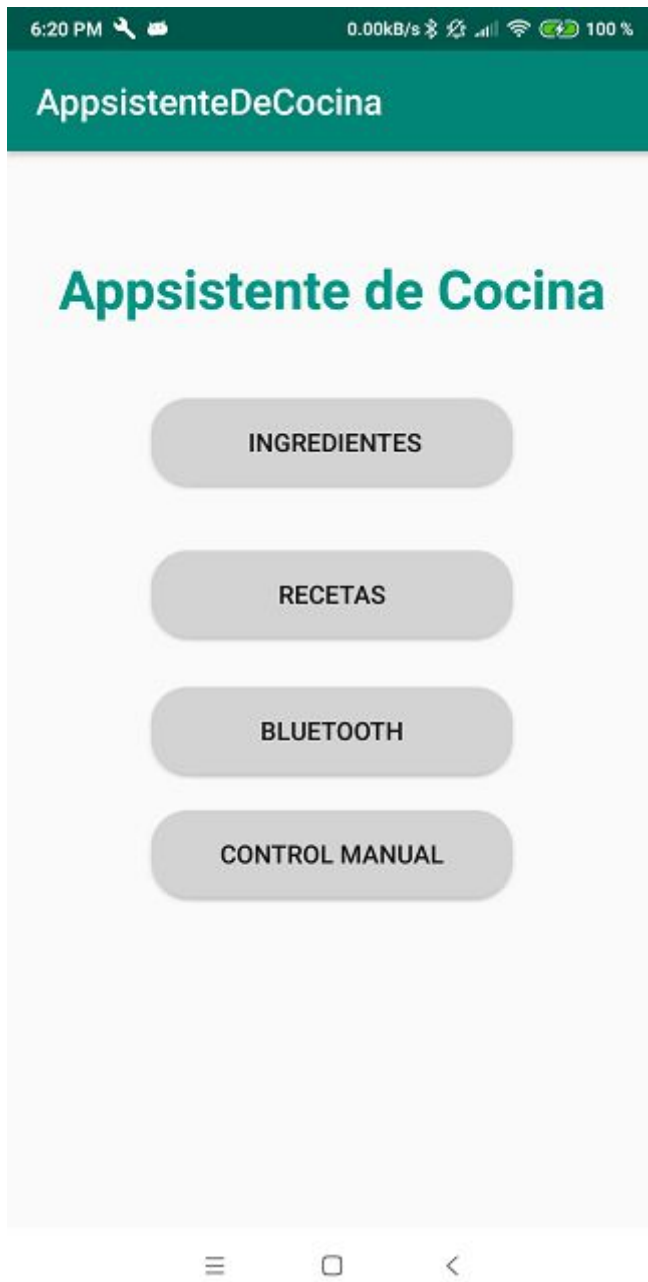 6:20 PM 0.00kB/s 100 %
AppsistenteDeCocina
Appsistente de Cocina
INGREDIENTES
RECETAS
BLUETOOTH
CONTROL MANUAL